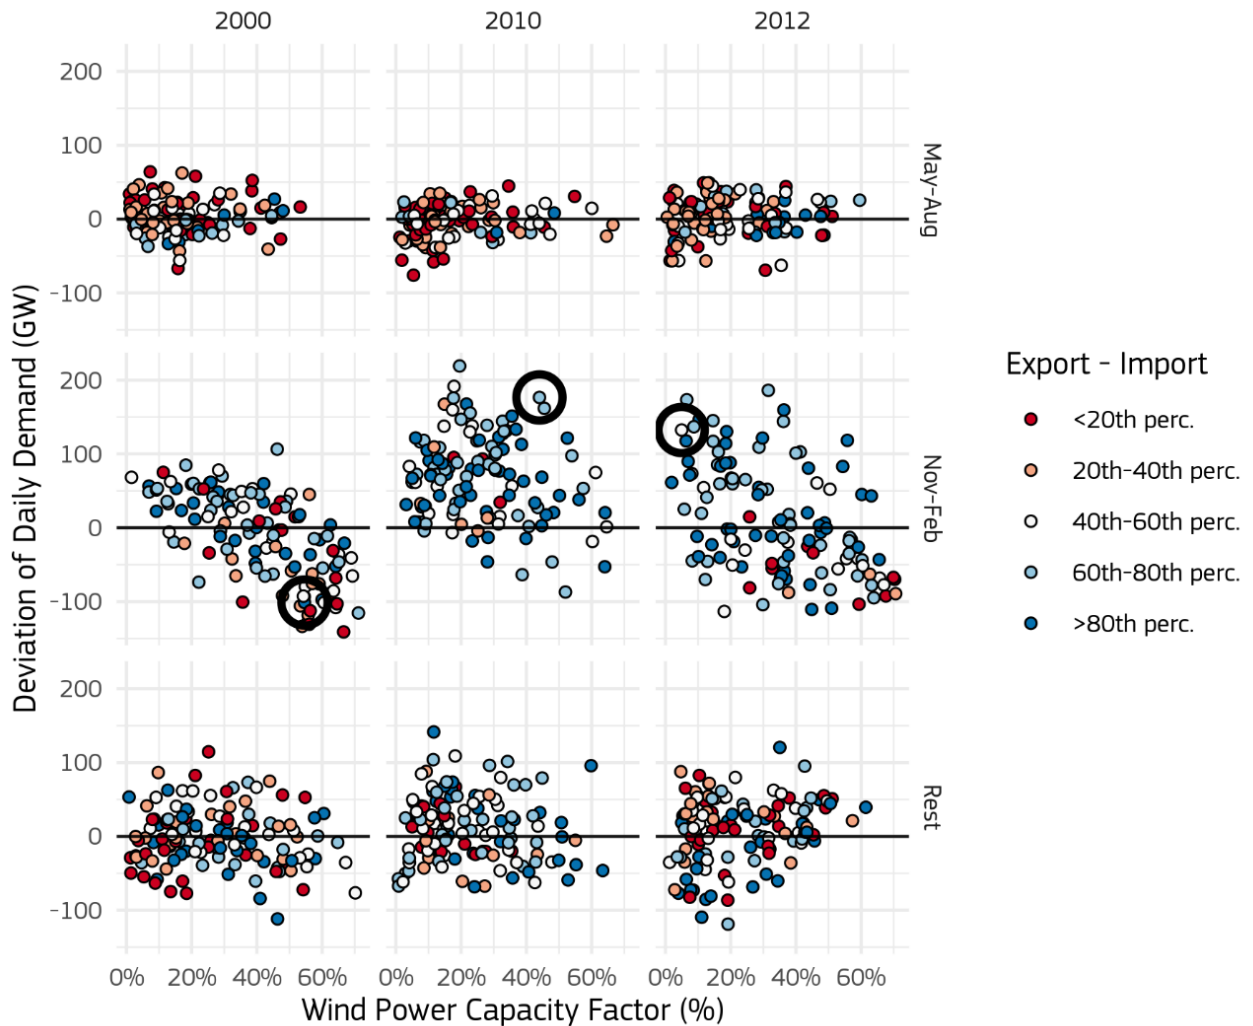 2000 2010 2012
200
100
0
-100
May-Aug
200
100
0
-100
Nov-Feb
200
100
0
-100
Rest
0% 20% 40% 60% 0% 20% 40% 60% 0% 20% 40% 60%
Wind Power Capacity Factor (%)
Deviation of Daily Demand (GW)
Export - Import
<20th perc.
20th-40th perc.
40th-60th perc.
60th-80th perc.
>80th perc.